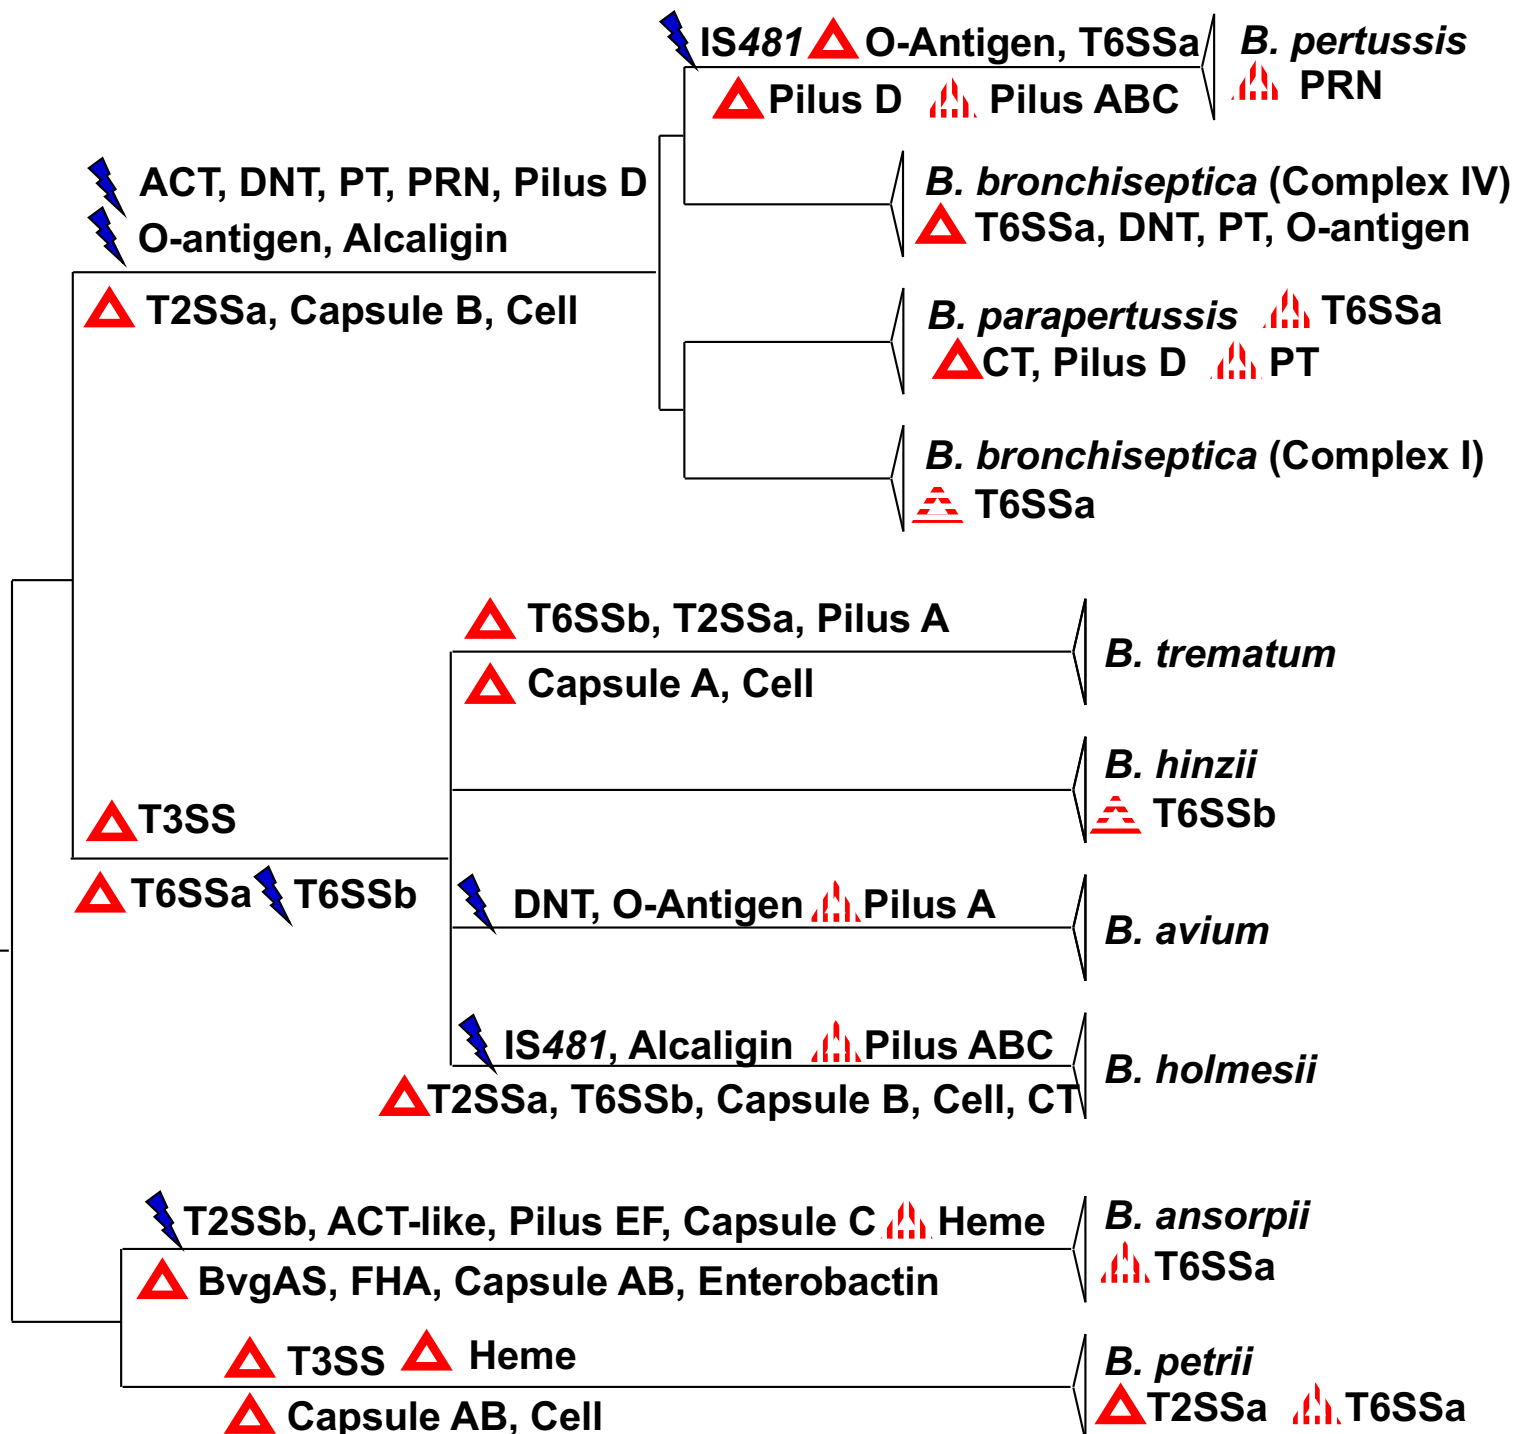 IS481 O-Antigen, T6SSa
B. pertussis
Pilus D Pilus ABC
PRN
ACT, DNT, PT, PRN, Pilus D
O-antigen, Alcaligin
T2SSa, Capsule B, Cell
B. bronchiseptica (Complex IV)
T6SSa, DNT, PT, O-antigen
B. parapertussis T6SSa
CT, Pilus D PT
B. bronchiseptica (Complex I)
T6SSa
T6SSb, T2SSa, Pilus A
Capsule A, Cell
B. trematum
B. hinzii
T6SSb
T3SS
T6SSa T6SSb
DNT, O-Antigen Pilus A
B. avium
IS481, Alcaligin Pilus ABC
T2SSa, T6SSb, Capsule B, Cell, CT
B. holmesii
T2SSb, ACT-like, Pilus EF, Capsule C Heme
BvgAS, FHA, Capsule AB, Enterobactin
B. ansorpii
T6SSa
T3SS Heme
Capsule AB, Cell
B. petrii
T2SSa T6SSa